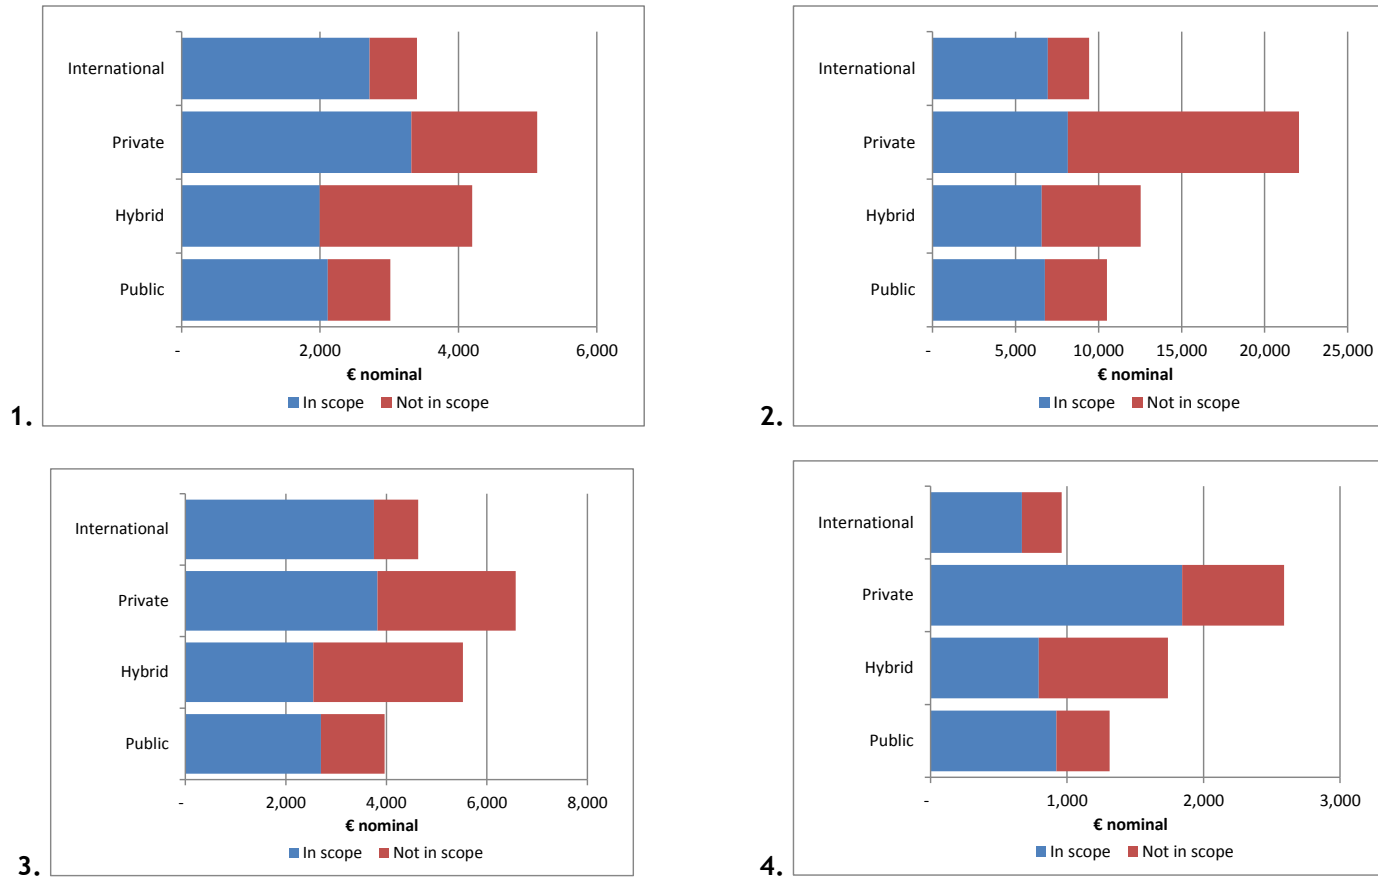 International
Private
Hybrid
Public
- 2,000 4,000 6,000
€ nominal
In scope Not in scope
1.
International
Private
Hybrid
Public
- 5,000 10,000 15,000 20,000 25,000
€ nominal
In scope Not in scope
2.
International
Private
Hybrid
Public
- 2,000 4,000 6,000 8,000
€ nominal
In scope Not in scope
3.
International
Private
Hybrid
Public
- 1,000 2,000 3,000
€ nominal
In scope Not in scope
4.